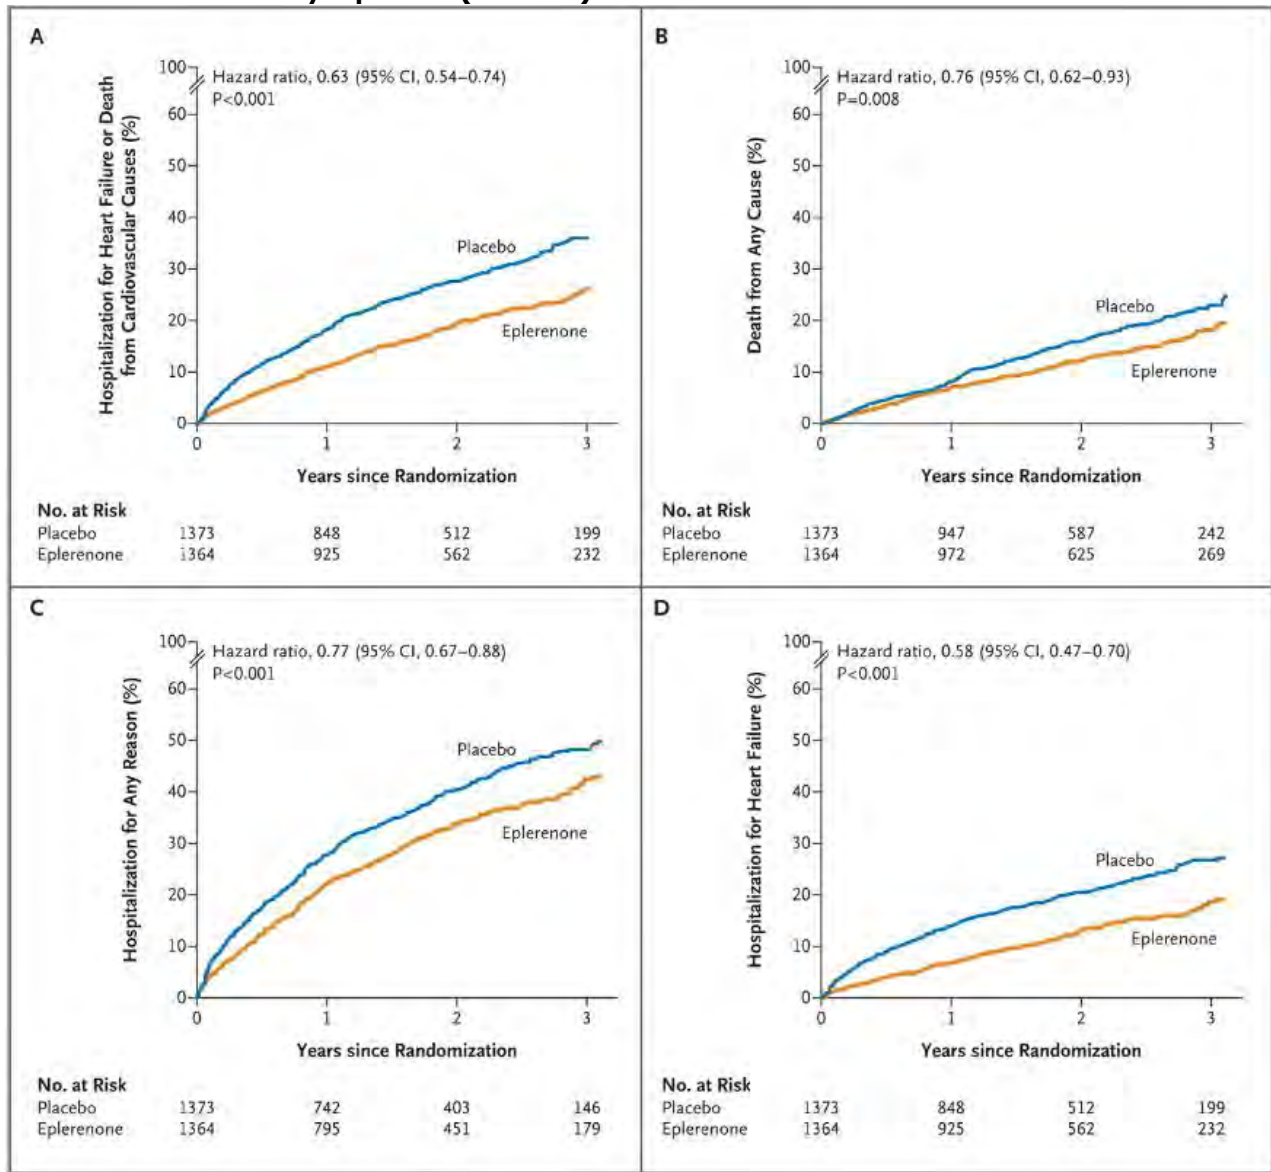 A
Hospitalization for Heart Failure or Death
from Cardiovascular Causes (%)
100
60
50
40
30
20
10
0
Hazard ratio, 0.63 (95% CI, 0.54–0.74)
P<0.001
Placebo
Eplerenone
0 1 2 3
Years since Randomization
No. at Risk
Placebo 1373 848 512 199
Eplerenone 1364 925 562 232
B
Death from Any Cause (%)
100
60
50
40
30
20
10
0
Hazard ratio, 0.76 (95% CI, 0.62–0.93)
P=0.008
Placebo
Eplerenone
0 1 2 3
Years since Randomization
No. at Risk
Placebo 1373 947 587 242
Eplerenone 1364 972 625 269
C
Hospitalization for Any Reason (%)
100
60
50
40
30
20
10
0
Hazard ratio, 0.77 (95% CI, 0.67–0.88)
P<0.001
Placebo
Eplerenone
0 1 2 3
Years since Randomization
No. at Risk
Placebo 1373 742 403 146
Eplerenone 1364 795 451 179
D
Hospitalization for Heart Failure (%)
100
60
50
40
30
20
10
0
Hazard ratio, 0.58 (95% CI, 0.47–0.70)
P<0.001
Placebo
Eplerenone
0 1 2 3
Years since Randomization
No. at Risk
Placebo 1373 848 512 199
Eplerenone 1364 925 562 232